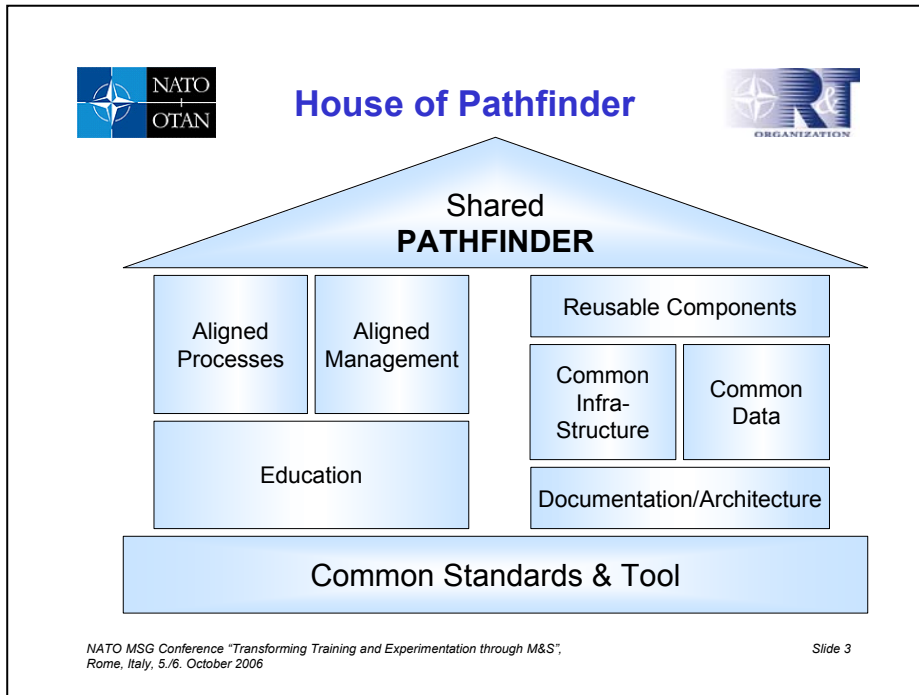 NATO
OTAN
House of Pathfinder
R&T
ORGANIZATION
Shared
PATHFINDER
Aligned
Processes
Aligned
Management
Education
Reusable Components
Common
Infra-
Structure
Common
Data
Documentation/Architecture
Common Standards & Tool
NATO MSG Conference “Transforming Training and Experimentation through M&S”,
Rome, Italy, 5./6. October 2006
Slide 3